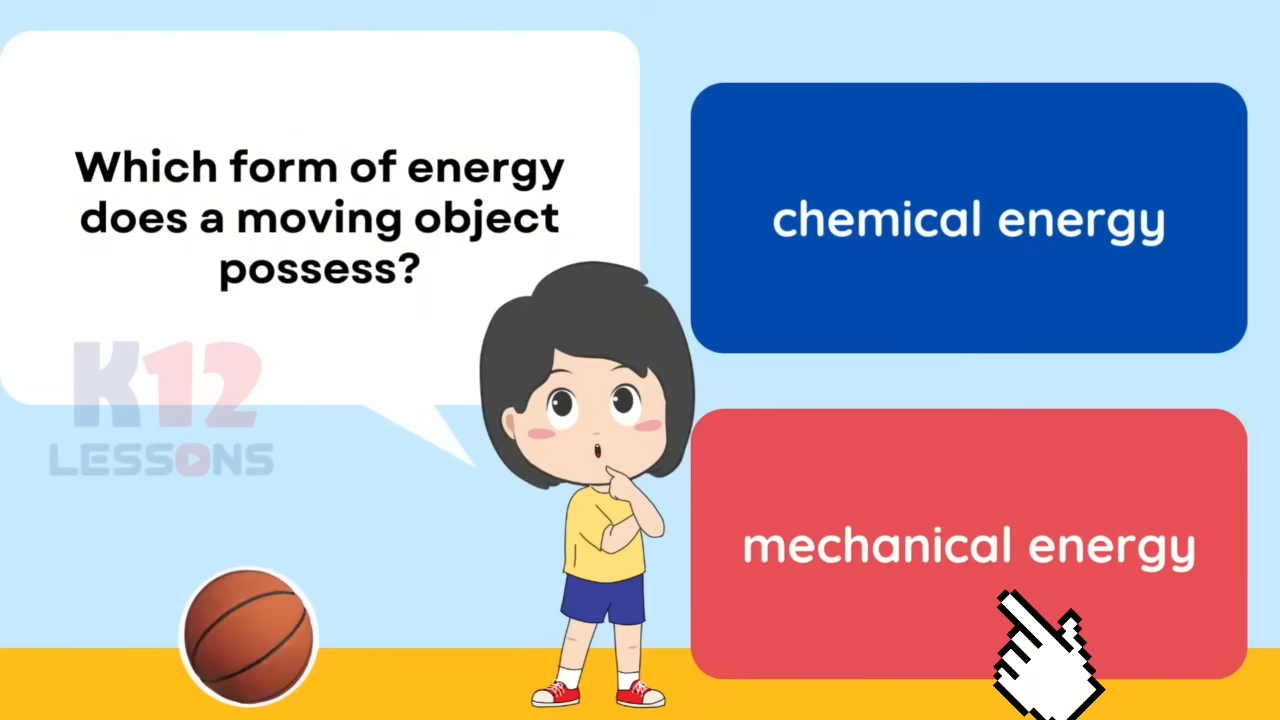 Which form of energy
does a moving object
possess?
chemical energy
mechanical energy
K12
LESSONS